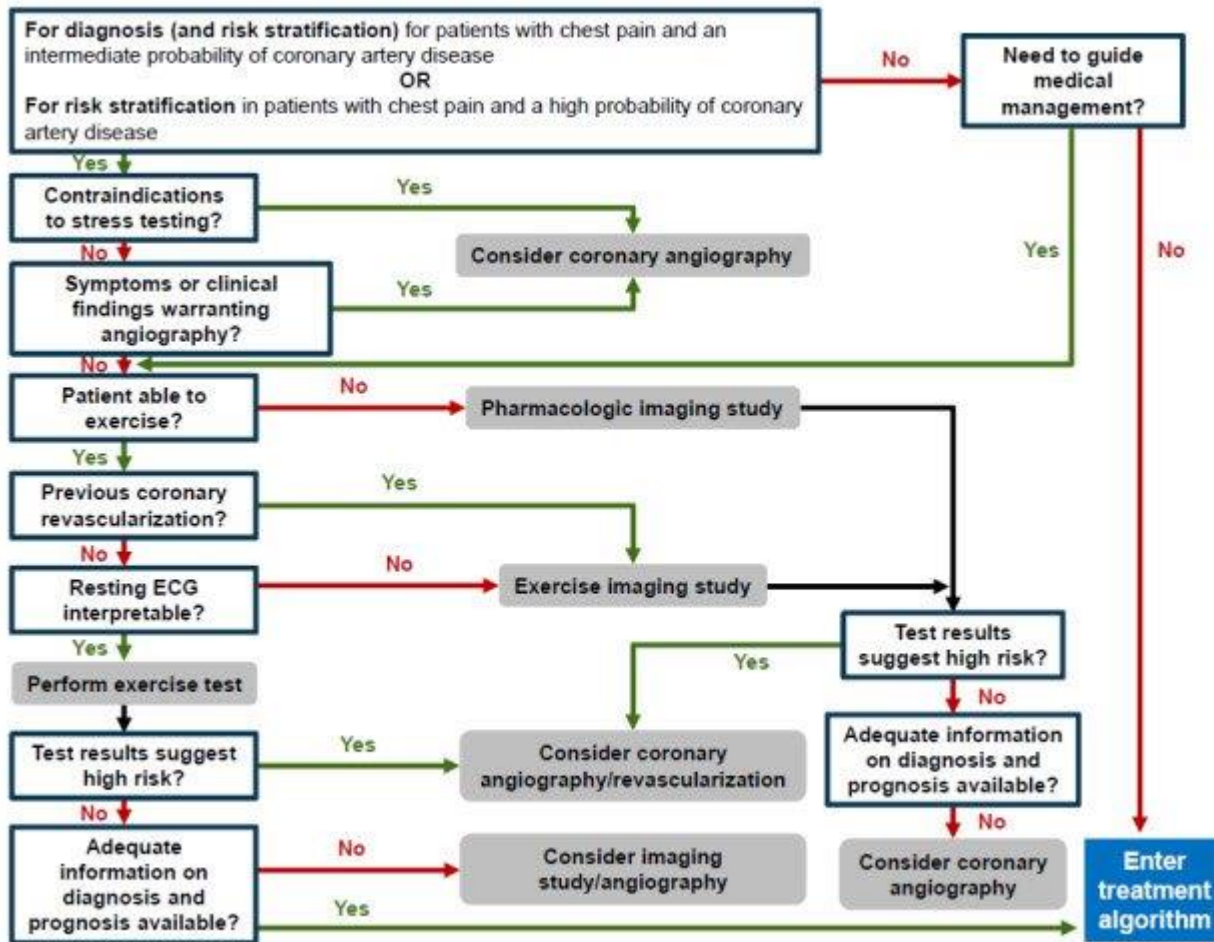 For diagnosis (and risk stratification) for patients with chest pain and an
intermediate probability of coronary artery disease
OR
For risk stratification in patients with chest pain and a high probability of coronary
artery disease
No
Need to guide
medical
management?
Yes
Contraindications
to stress testing?
Yes
Consider coronary angiography
Yes
No
No
Symptoms or clinical
findings warranting
angiography?
Yes
No
Patient able to
exercise?
No
Pharmacologic imaging study
Yes
Previous coronary
revascularization?
Yes
No
Resting ECG
interpretable?
No
Exercise imaging study
Yes
Test results
suggest high risk?
Yes
No
Perform exercise test
Test results suggest
high risk?
Yes
Consider coronary
angiography/revascularization
Adequate information
on diagnosis and
prognosis available?
No
No
Adequate
information on
diagnosis and
prognosis available?
No
Consider imaging
study/angiography
Consider coronary
angiography
Yes
Enter
treatment
algorithm